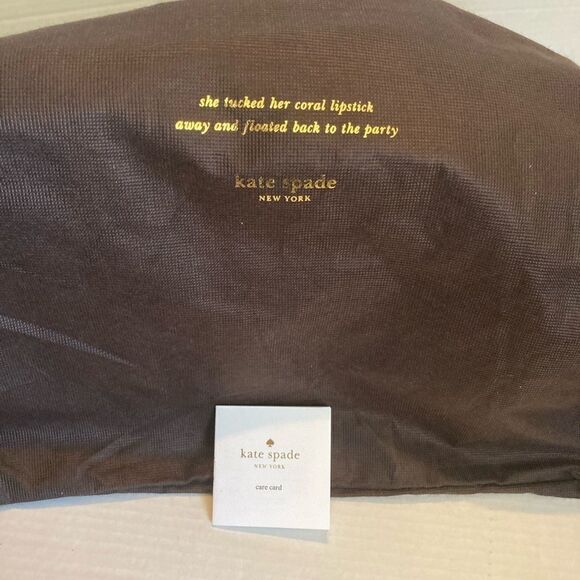 she tucked her coral lipstick
away and floated back to the party
kate spade
NEW YORK
kate spade
NEW YORK
care card